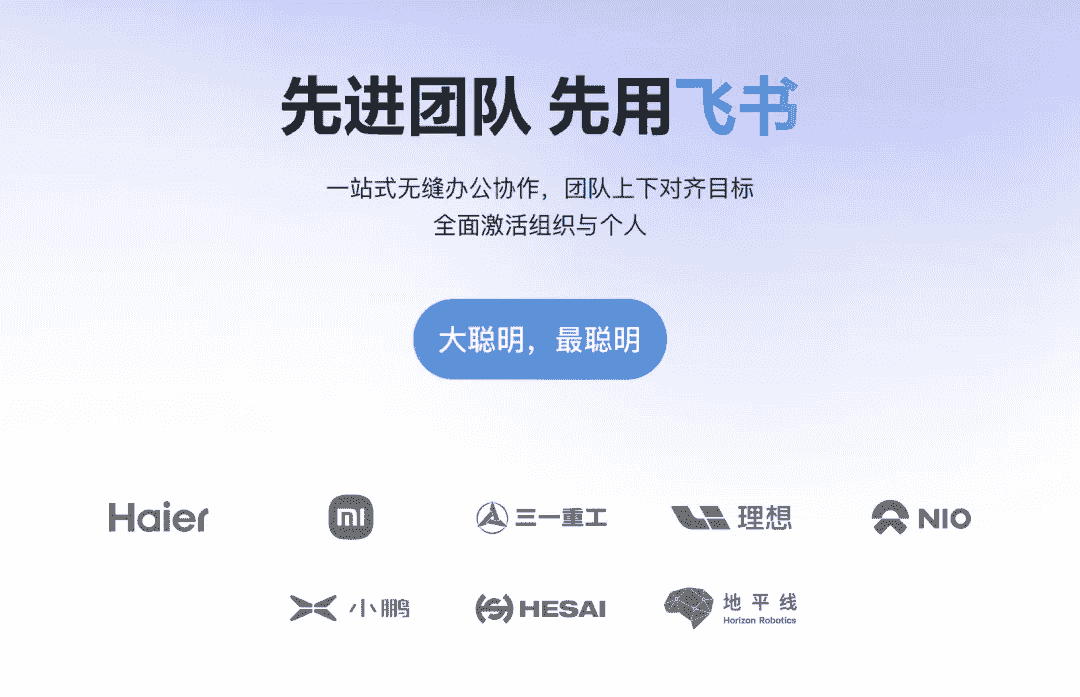 先进团队 先用飞书
一站式无缝办公协作，团队上下对齐目标
全面激活组织与个人
大聪明，最聪明
Haier
mi
三一重工
理想
NIO
小鹏
HESAI
地平线
Horizon Robotics